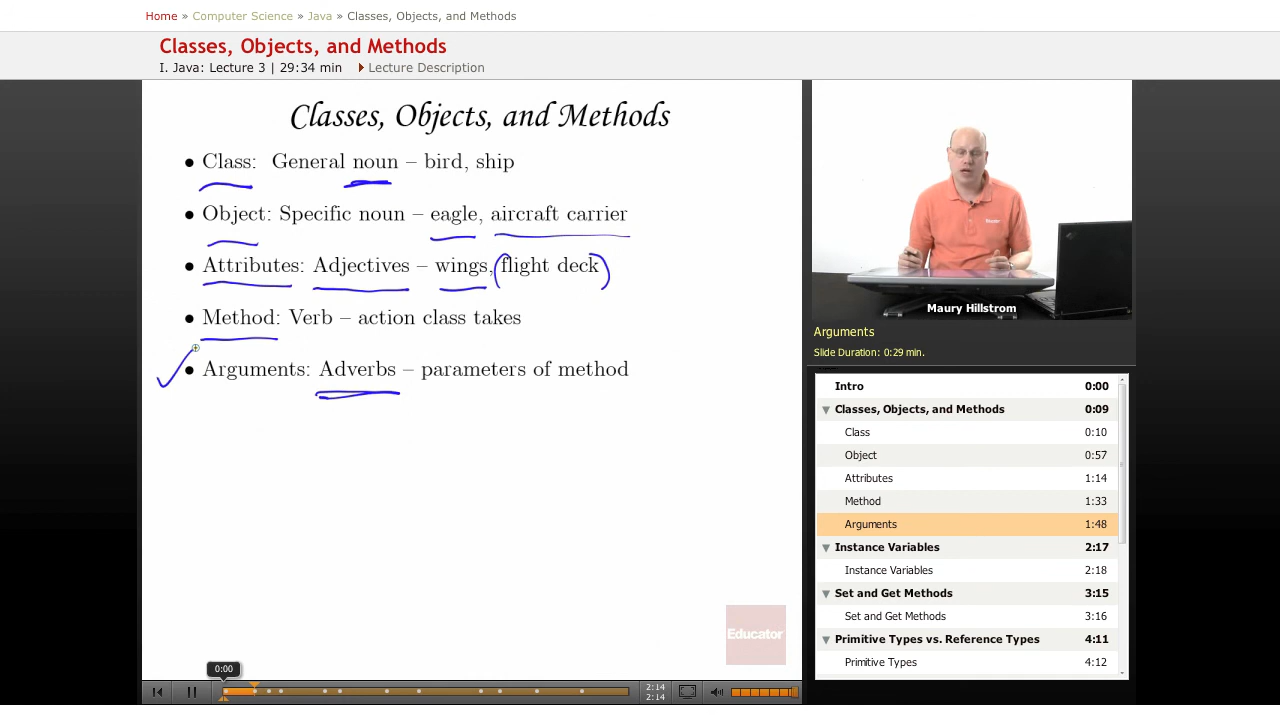 Home » Computer Science » Java » Classes, Objects, and Methods
Classes, Objects, and Methods
I. Java: Lecture 3 | 29:34 min Lecture Description
Classes, Objects, and Methods
• Class: General noun – bird, ship
• Object: Specific noun – eagle, aircraft carrier
• Attributes: Adjectives – wings, flight deck
• Method: Verb – action class takes
• Arguments: Adverbs – parameters of method
Educator
0:00
2:14
2:14
Maury Hillstrom
Arguments
Slide Duration: 0:29 min.
Intro 0:00
Classes, Objects, and Methods 0:09
Class 0:10
Object 0:57
Attributes 1:14
Method 1:33
Arguments 1:48
Instance Variables 2:17
Instance Variables 2:18
Set and Get Methods 3:15
Set and Get Methods 3:16
Primitive Types vs. Reference Types 4:11
Primitive Types 4:12